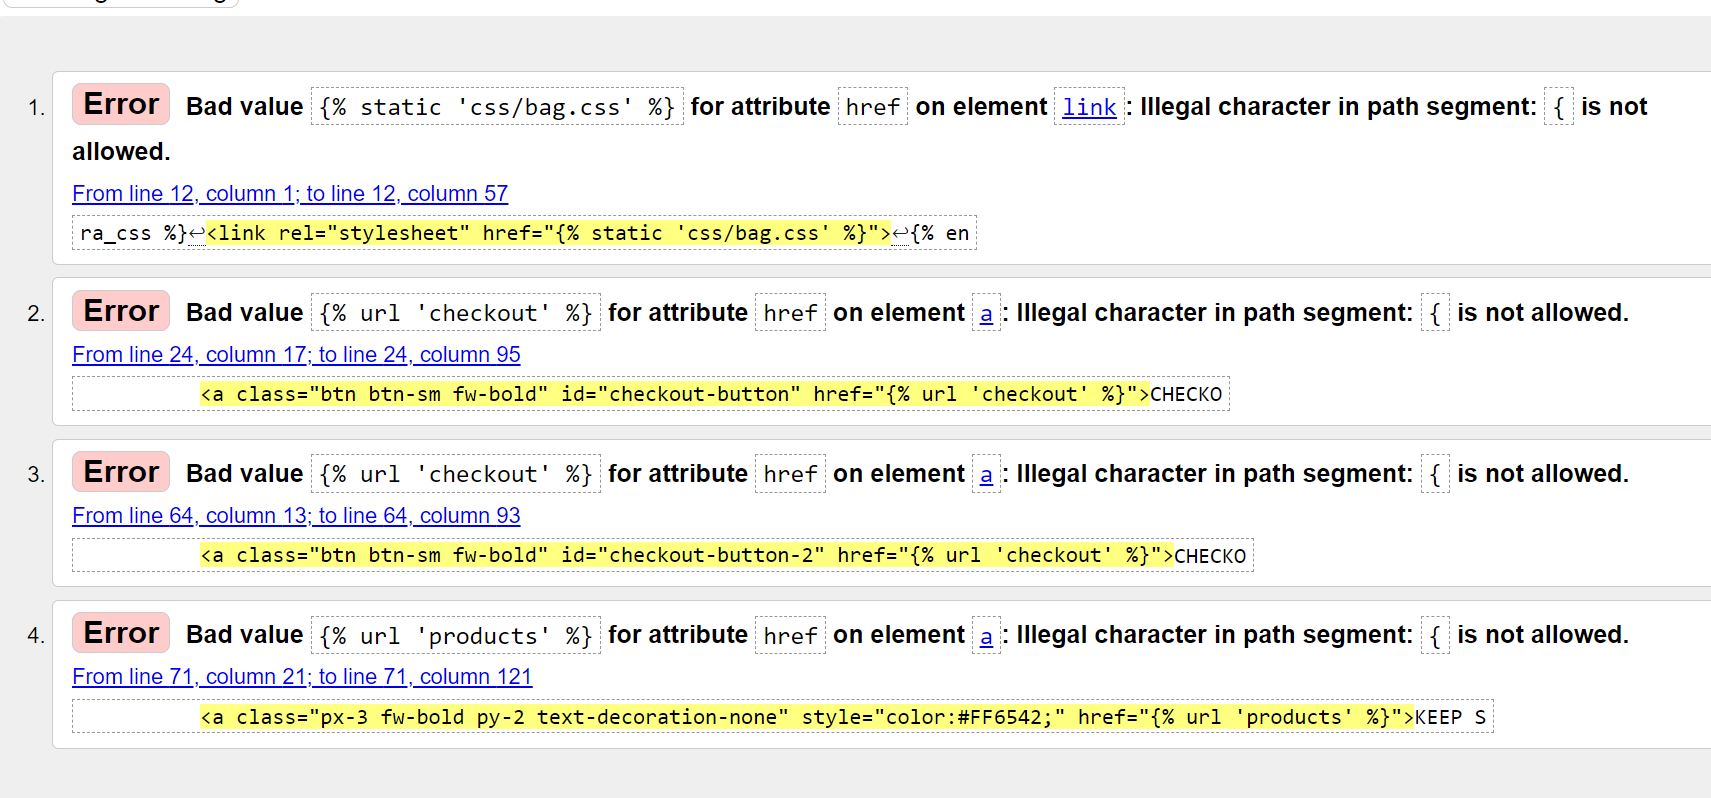 1. Error Bad value {% static 'css/bag.css' %} for attribute href on element link: Illegal character in path segment: { is not
allowed.
From line 12, column 1; to line 12, column 57
ra_css %}↩<link rel="stylesheet" href="{% static 'css/bag.css' %}">↩{% en
2. Error Bad value {% url 'checkout' %} for attribute href on element a: Illegal character in path segment: { is not allowed.
From line 24, column 17; to line 24, column 95
<a class="btn btn-sm fw-bold" id="checkout-button" href="{% url 'checkout' %}">CHECKO
3. Error Bad value {% url 'checkout' %} for attribute href on element a: Illegal character in path segment: { is not allowed.
From line 64, column 13; to line 64, column 93
<a class="btn btn-sm fw-bold" id="checkout-button-2" href="{% url 'checkout' %}">CHECKO
4. Error Bad value {% url 'products' %} for attribute href on element a: Illegal character in path segment: { is not allowed.
From line 71, column 21; to line 71, column 121
<a class="px-3 fw-bold py-2 text-decoration-none" style="color:#FF6542;" href="{% url 'products' %}">KEEP S